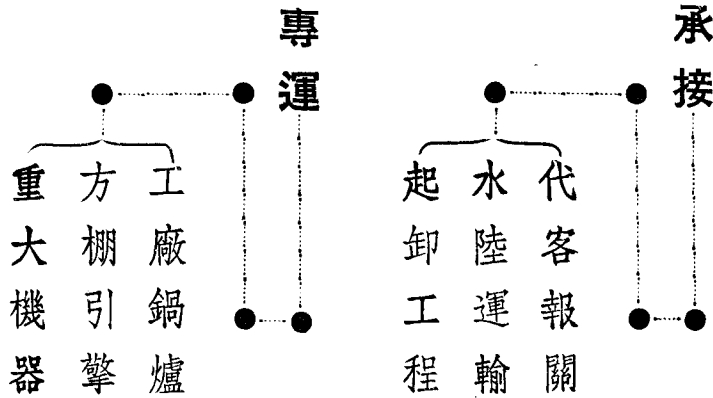 承接
代客報關
水陸運輸
起卸工程
專運
工廠鍋爐
方棚引擎
重大機器